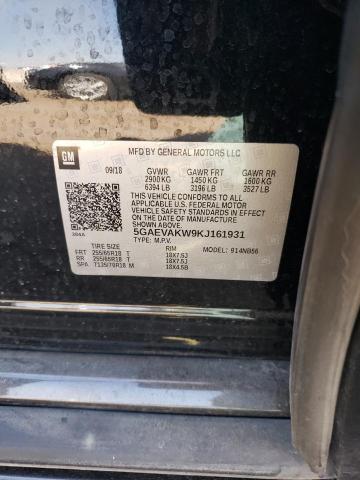 GM
MFD BY GENERAL MOTORS LLC
09/18
GVWR GAWR FRT GAWR RR
2900 KG 1450 KG 1600 KG
6394 LB 3196 LB 3527 LB
THIS VEHICLE CONFORMS TO ALL
APPLICABLE U.S. FEDERAL MOTOR
VEHICLE SAFETY STANDARDS IN
EFFECT ON THE DATE OF
MANUFACTURE SHOWN ABOVE.
5GAEVAKW9KJ161931
TYPE: M.P.V. 914NB56
TIRE RIM
FRT 255/65R18 T 18X7.5J
RR 255/65R18 T 18X7.5J
SPA T135/70R18 M 18X4.5B